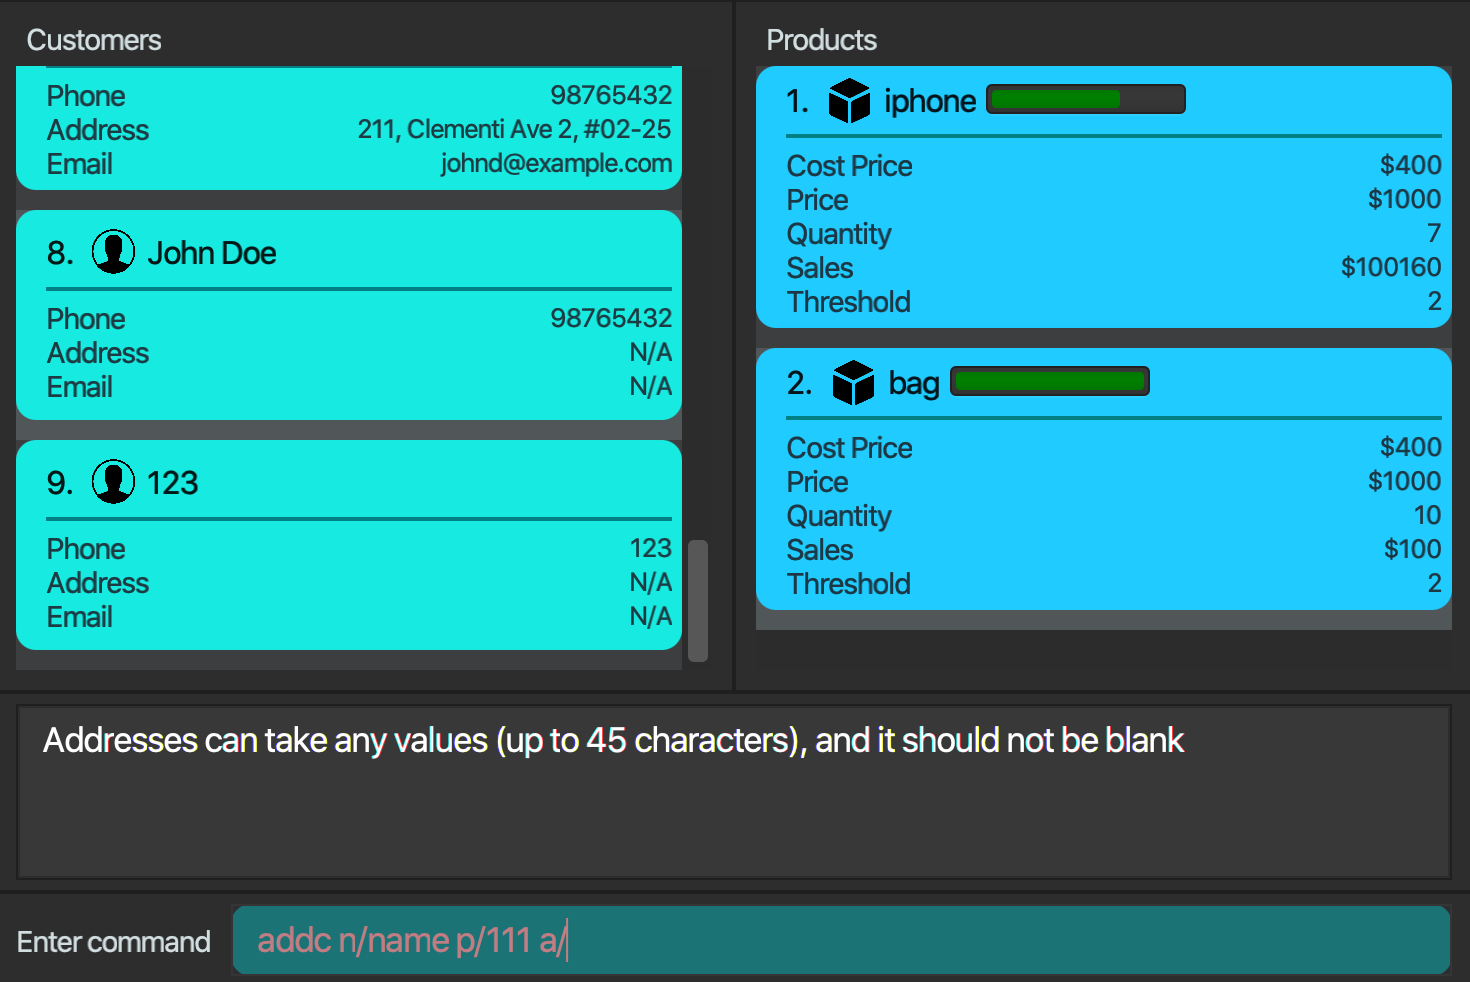 Customers
Phone 98765432
Address 211, Clementi Ave 2, #02-25
Email johnd@example.com
8. John Doe
Phone 98765432
Address N/A
Email N/A
9. 123
Phone 123
Address N/A
Email N/A
Products
1. iphone
Cost Price $400
Price $1000
Quantity 7
Sales $100160
Threshold 2
2. bag
Cost Price $400
Price $1000
Quantity 10
Sales $100
Threshold 2
Addresses can take any values (up to 45 characters), and it should not be blank
Enter command addc n/name p/111 a/